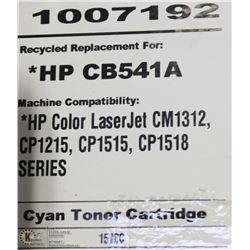 1007192
Recycled Replacement For:
*HP CB541A
Machine Compatibility:
*HP Color LaserJet CM1312,
CP1215, CP1515, CP1518
SERIES
Cyan Toner Cartridge